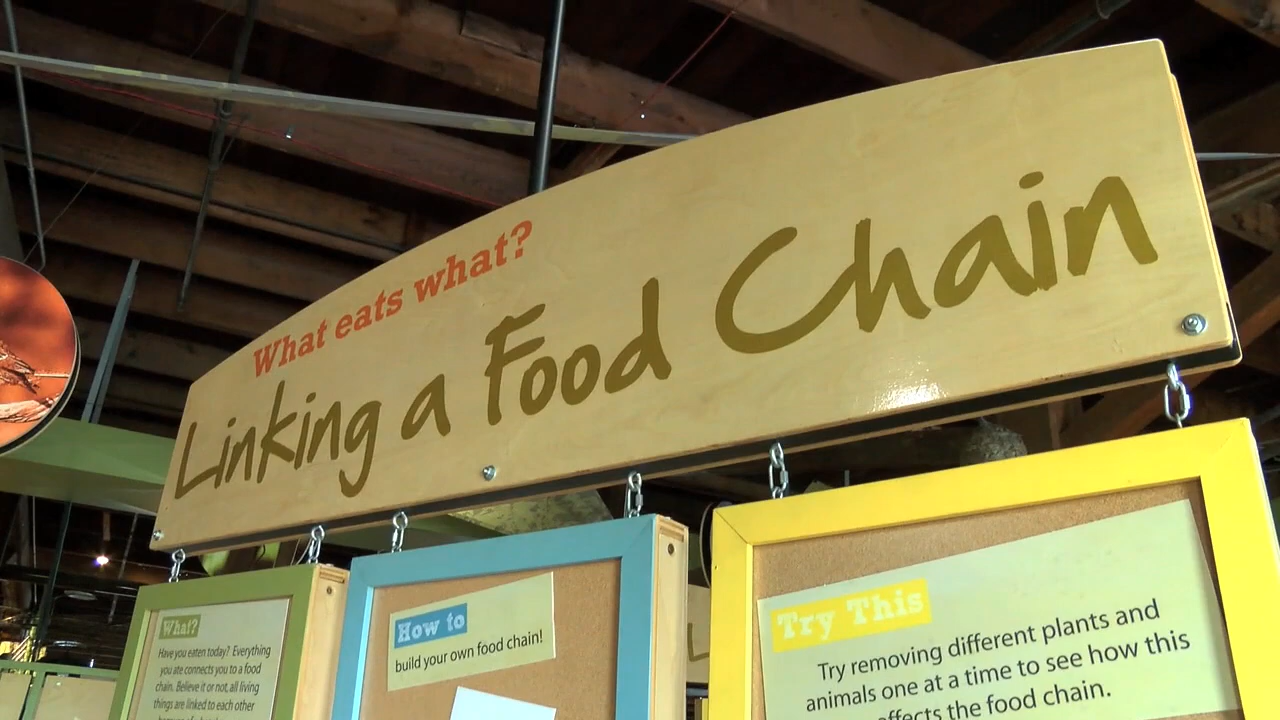 What eats what?
Linking a Food Chain
What?
Have you eaten today? Everything
you ate connects you to a food
chain. Believe it or not, all living
things are linked to each other
How to
build your own food chain!
Try This
Try removing different plants and
animals one at a time to see how this
affects the food chain.